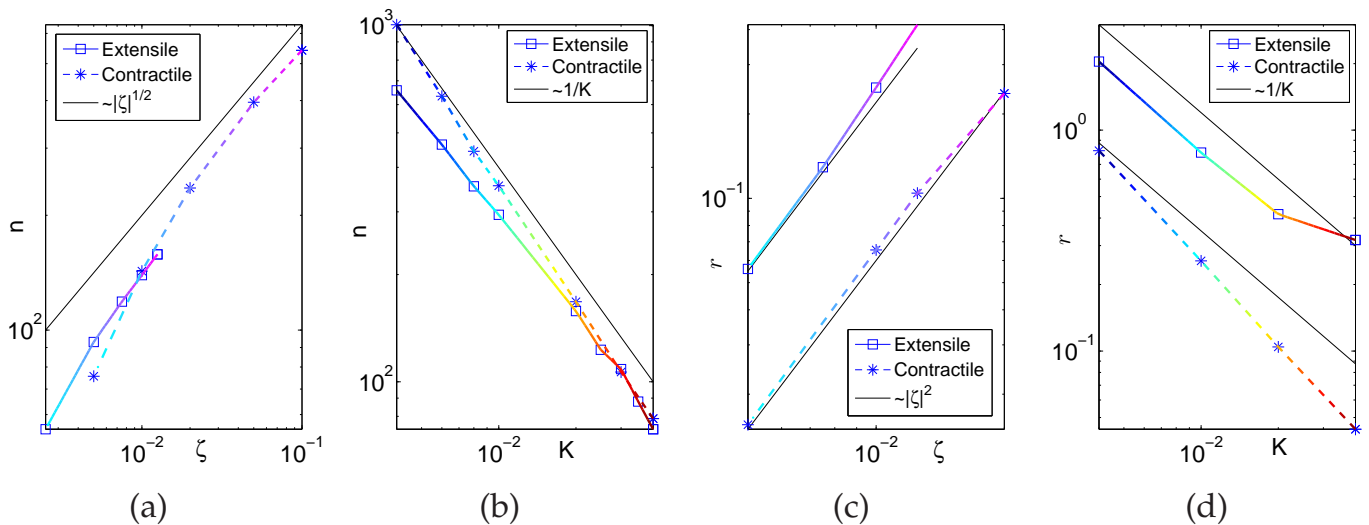 Extensile
Contractile
~|ζ|^{1/2}
n
10^2
10^{-2}
ζ
10^{-1}
(a)
10^3
Extensile
Contractile
~1/K
n
10^2
10^{-2}
K
(b)
r
10^{-1}
Extensile
Contractile
~|ζ|^2
10^{-2}
ζ
(c)
Extensile
Contractile
~1/K
10^0
r
10^{-1}
10^{-2}
K
(d)